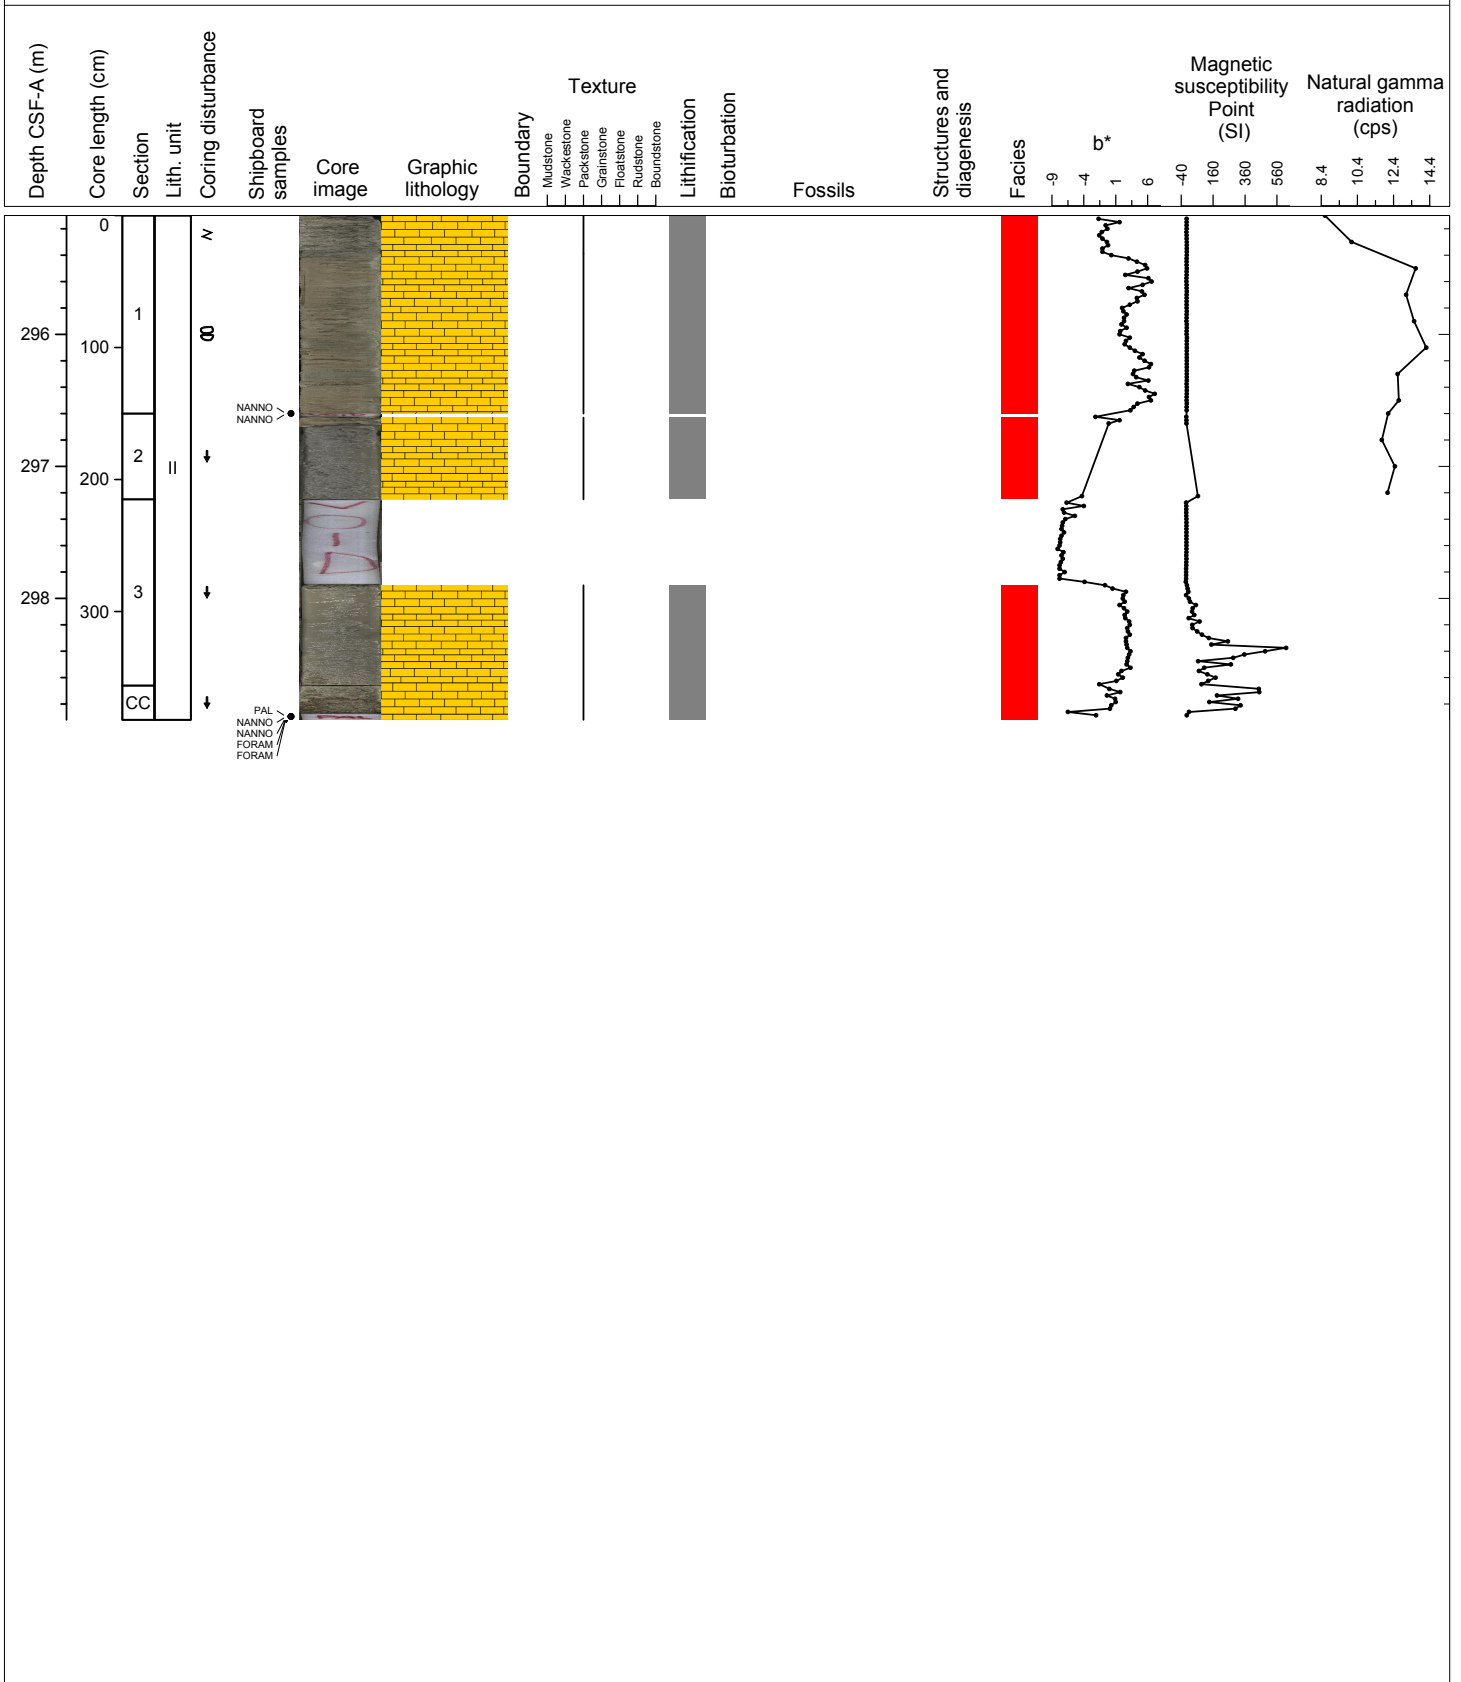 Depth CSF-A (m)
Core length (cm)
Section
Lith. unit
Coring disturbance
Shipboard
samples
Core
image
Graphic
lithology
Boundary
Texture
Mudstone
Wackestone
Packstone
Grainstone
Floatstone
Rudstone
Boundstone
Lithification
Bioturbation
Fossils
Structures and
diagenesis
Facies
b*
-9 -4 1 6
Magnetic
susceptibility
Point
(SI)
-40 160 360 560
Natural gamma
radiation
(cps)
8.4 10.4 12.4 14.4
0
1
296
100
NANNO
NANNO
2
II
297
200
3
298
300
CC
PAL
NANNO
NANNO
FORAM
FORAM